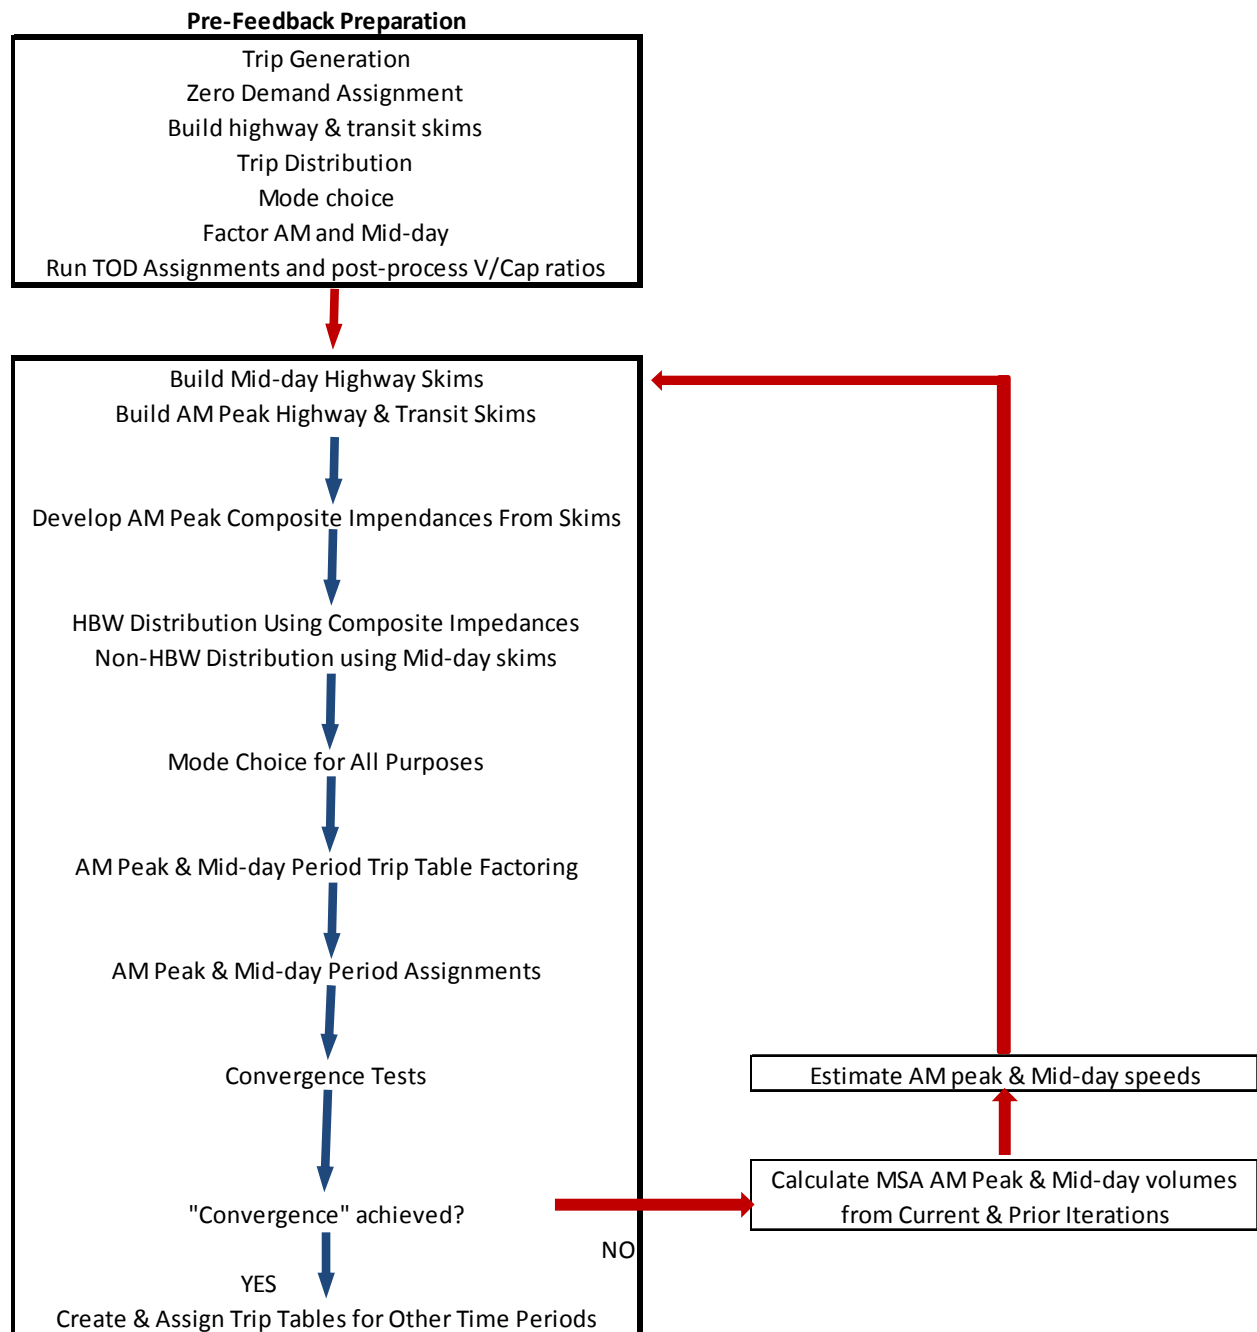 Pre-Feedback Preparation
Trip Generation
Zero Demand Assignment
Build highway & transit skims
Trip Distribution
Mode choice
Factor AM and Mid-day
Run TOD Assignments and post-process V/Cap ratios
Build Mid-day Highway Skims
Build AM Peak Highway & Transit Skims
Develop AM Peak Composite Impendances From Skims
HBW Distribution Using Composite Impedances
Non-HBW Distribution using Mid-day skims
Mode Choice for All Purposes
AM Peak & Mid-day Period Trip Table Factoring
AM Peak & Mid-day Period Assignments
Convergence Tests
"Convergence" achieved?
NO
YES
Create & Assign Trip Tables for Other Time Periods
Calculate MSA AM Peak & Mid-day volumes
from Current & Prior Iterations
Estimate AM peak & Mid-day speeds